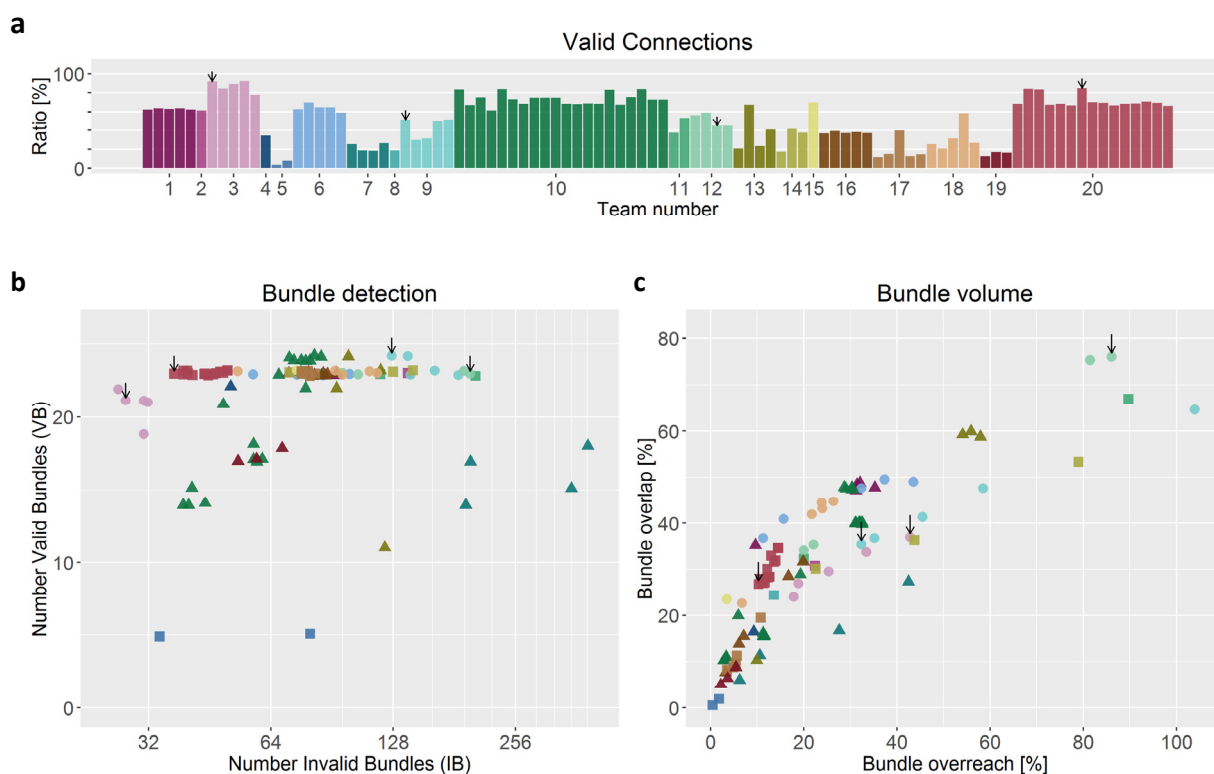 a
Valid Connections
Ratio [%]
100
0
1 2 3 4 5 6 7 8 9 10 11 12 13 14 15 16 17 18 19 20
Team number
b
Bundle detection
Number Valid Bundles (VB)
20
10
0
32 64 128 256
Number Invalid Bundles (IB)
c
Bundle volume
Bundle overlap [%]
80
60
40
20
0
0 20 40 60 80 100
Bundle overreach [%]